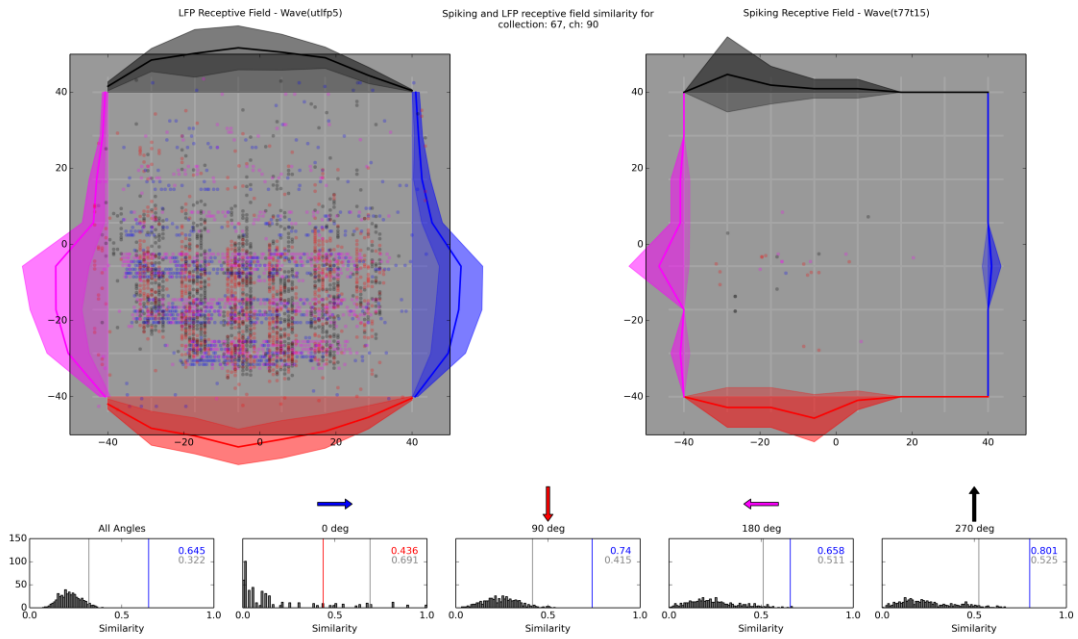 LFP Receptive Field - Wave(utlfp5)
Spiking and LFP receptive field similarity for
collection: 67, ch: 90
Spiking Receptive Field - Wave(t77t15)
40
20
0
−20
−40
−40 −20 0 20 40
40
20
0
−20
−40
−40 −20 0 20 40
All Angles
0 deg
90 deg
180 deg
270 deg
150
100
50
0
0.645
0.322
0.436
0.691
0.74
0.415
0.658
0.511
0.801
0.525
0.0 0.5 1.0
0.0 0.5 1.0
0.0 0.5 1.0
0.0 0.5 1.0
0.0 0.5 1.0
Similarity
Similarity
Similarity
Similarity
Similarity